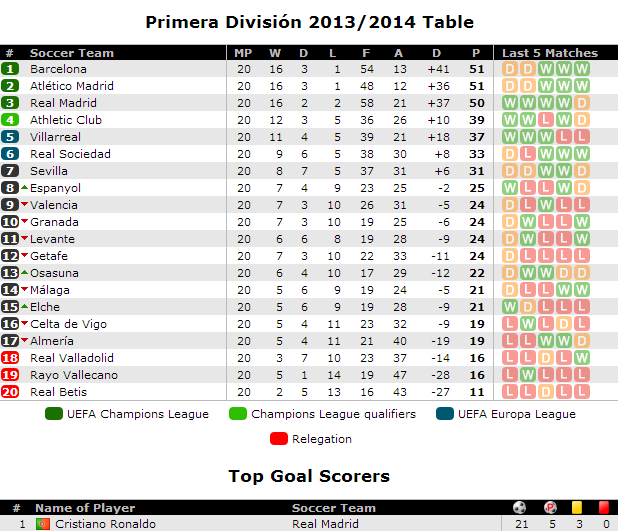 Primera División 2013/2014 Table
# Soccer Team MP W D L F A D P Last 5 Matches
1 Barcelona 20 16 3 1 54 13 +41 51 D D W W W
2 Atlético Madrid 20 16 3 1 48 12 +36 51 D D W W W
3 Real Madrid 20 16 2 2 58 21 +37 50 W W W W D
4 Athletic Club 20 12 3 5 36 26 +10 39 W W L W D
5 Villarreal 20 11 4 5 39 21 +18 37 W W W L L
6 Real Sociedad 20 9 6 5 38 30 +8 33 D L W W W
7 Sevilla 20 8 7 5 37 31 +6 31 D D W W D
8 Espanyol 20 7 4 9 23 25 -2 25 W L L W D
9 Valencia 20 7 3 10 26 31 -5 24 D L W L L
10 Granada 20 7 3 10 19 25 -6 24 D W L L W
11 Levante 20 6 6 8 19 28 -9 24 D W L L L
12 Getafe 20 7 3 10 22 33 -11 24 D L L L L
13 Osasuna 20 6 4 10 17 29 -12 22 D W W D D
14 Málaga 20 5 6 9 19 24 -5 21 D L L W W
15 Elche 20 5 6 9 19 28 -9 21 W D L L L
16 Celta de Vigo 20 5 4 11 23 32 -9 19 L W L D L
17 Almería 20 5 4 11 21 40 -19 19 L L W W D
18 Real Valladolid 20 3 7 10 23 37 -14 16 L L D L W
19 Rayo Vallecano 20 5 1 14 19 47 -28 16 L W L L L
20 Real Betis 20 2 5 13 16 43 -27 11 L L D L L
UEFA Champions League Champions League qualifiers UEFA Europa League
Relegation
Top Goal Scorers
# Name of Player Soccer Team P
1 Cristiano Ronaldo Real Madrid 21 5 3 0